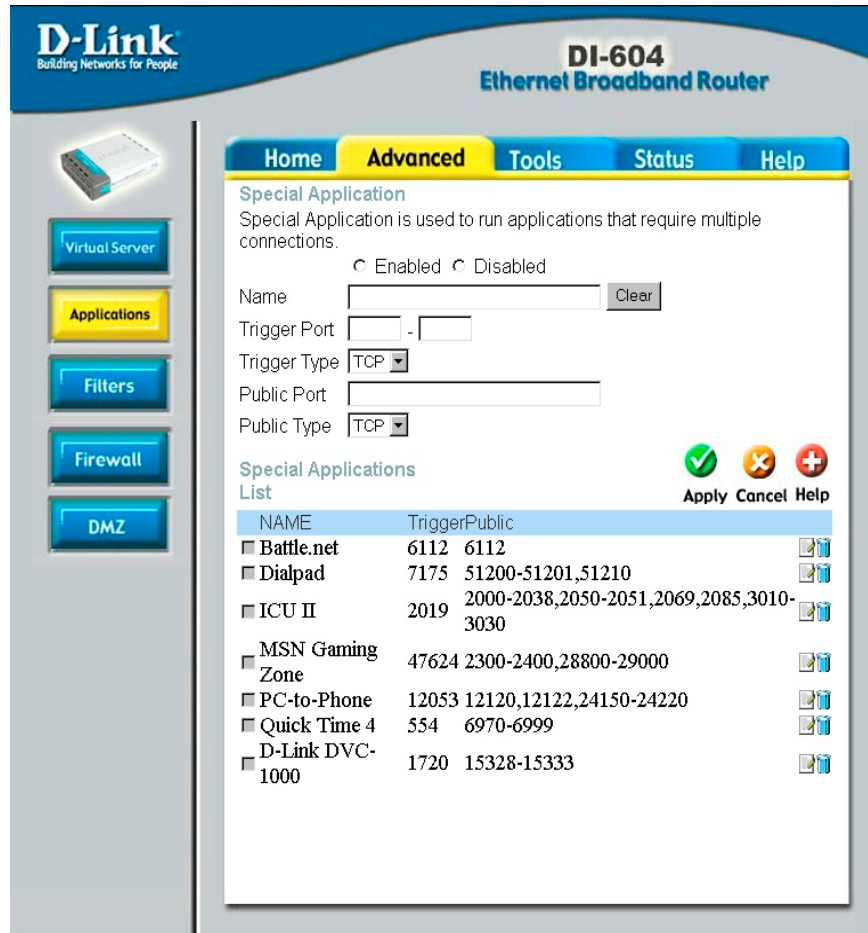 D-Link
Building Networks for People
DI-604
Ethernet Broadband Router
Home Advanced Tools Status Help
Virtual Server
Applications
Filters
Firewall
DMZ
Special Application
Special Application is used to run applications that require multiple
connections.
Enabled Disabled
Name Clear
Trigger Port -
Trigger Type TCP
Public Port
Public Type TCP
Special Applications
List
Apply Cancel Help
NAME TriggerPublic
Battle.net 6112 6112
Dialpad 7175 51200-51201,51210
ICU II 2019 2000-2038,2050-2051,2069,2085,3010-
3030
MSN Gaming
Zone 47624 2300-2400,28800-29000
PC-to-Phone 12053 12120,12122,24150-24220
Quick Time 4 554 6970-6999
D-Link DVC-
1000 1720 15328-15333